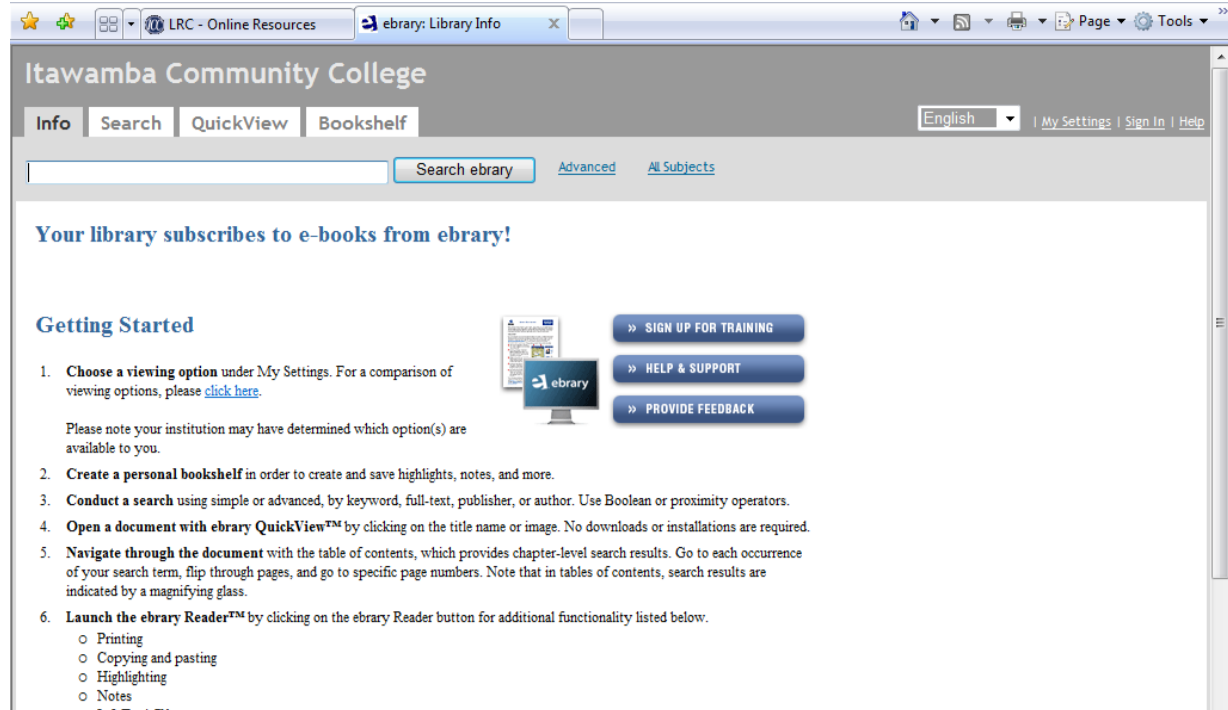 LRC - Online Resources
ebrary: Library Info
Page
Tools
Itawamba Community College
Info
Search
QuickView
Bookshelf
English
| My Settings | Sign In | Help
Search ebrary
Advanced
All Subjects
Your library subscribes to e-books from ebrary!
Getting Started
ebrary
» SIGN UP FOR TRAINING
» HELP & SUPPORT
» PROVIDE FEEDBACK
1. Choose a viewing option under My Settings. For a comparison of
viewing options, please click here.
Please note your institution may have determined which option(s) are
available to you.
2. Create a personal bookshelf in order to create and save highlights, notes, and more.
3. Conduct a search using simple or advanced, by keyword, full-text, publisher, or author. Use Boolean or proximity operators.
4. Open a document with ebrary QuickView™ by clicking on the title name or image. No downloads or installations are required.
5. Navigate through the document with the table of contents, which provides chapter-level search results. Go to each occurrence
of your search term, flip through pages, and go to specific page numbers. Note that in tables of contents, search results are
indicated by a magnifying glass.
6. Launch the ebrary Reader™ by clicking on the ebrary Reader button for additional functionality listed below.
o Printing
o Copying and pasting
o Highlighting
o Notes